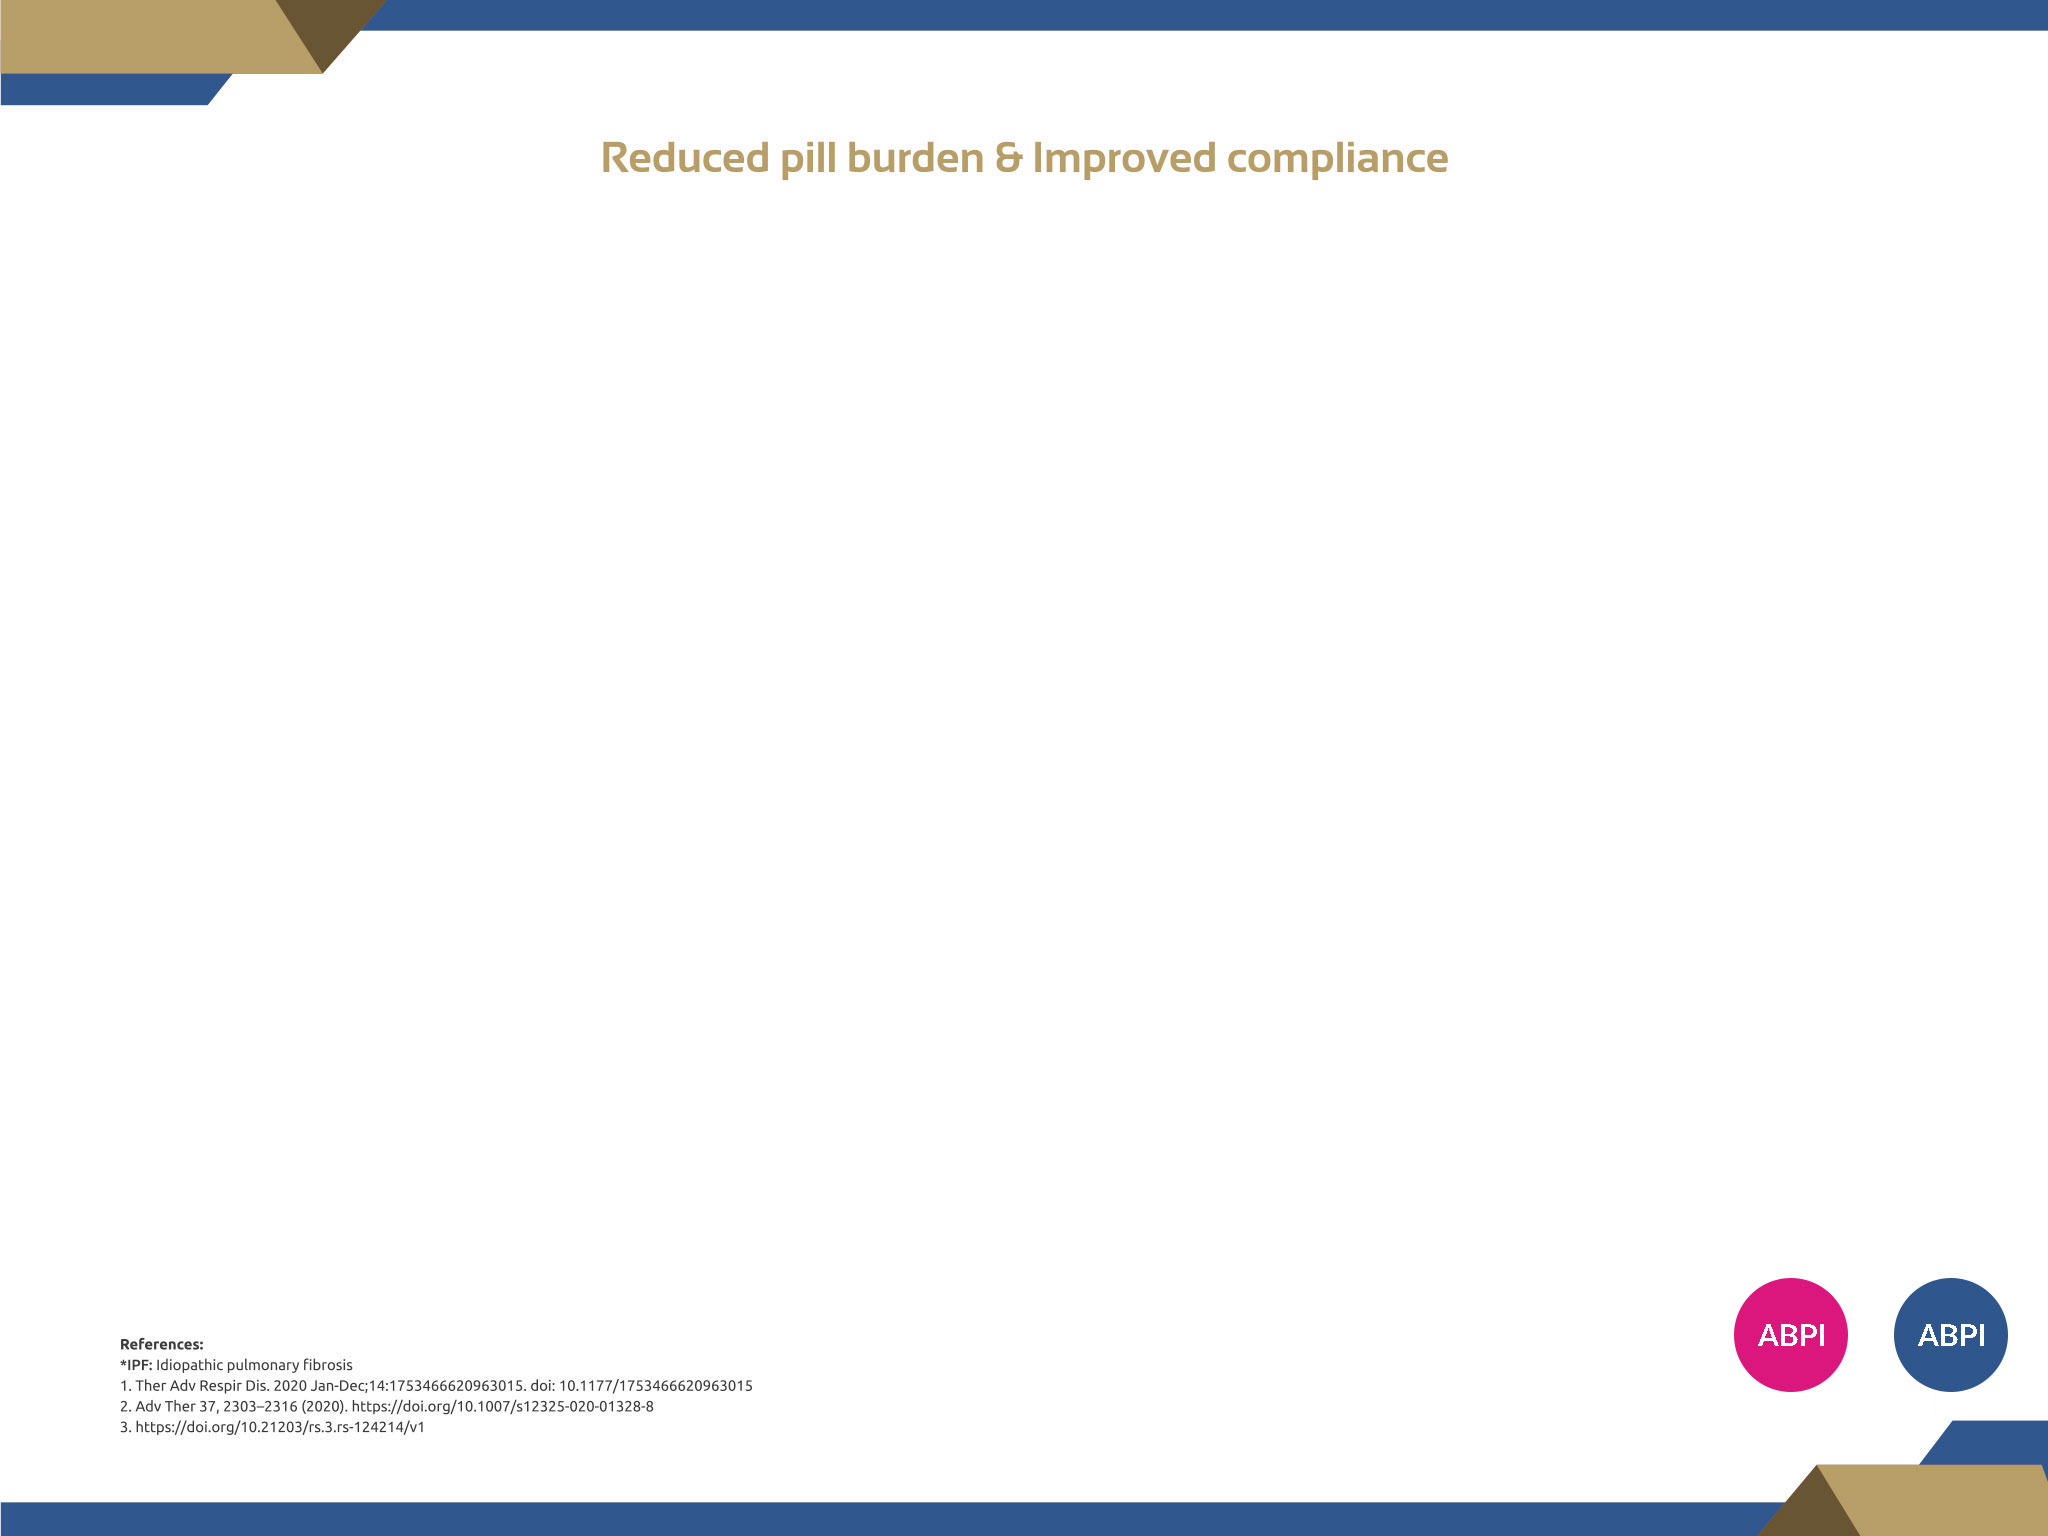 Reduced pill burden & Improved compliance
ABPI
ABPI
References:
*IPF: Idiopathic pulmonary fibrosis
1. Ther Adv Respir Dis. 2020 Jan-Dec;14:1753466620963015. doi: 10.1177/1753466620963015
2. Adv Ther 37, 2303–2316 (2020). https://doi.org/10.1007/s12325-020-01328-8
3. https://doi.org/10.21203/rs.3.rs-124214/v1